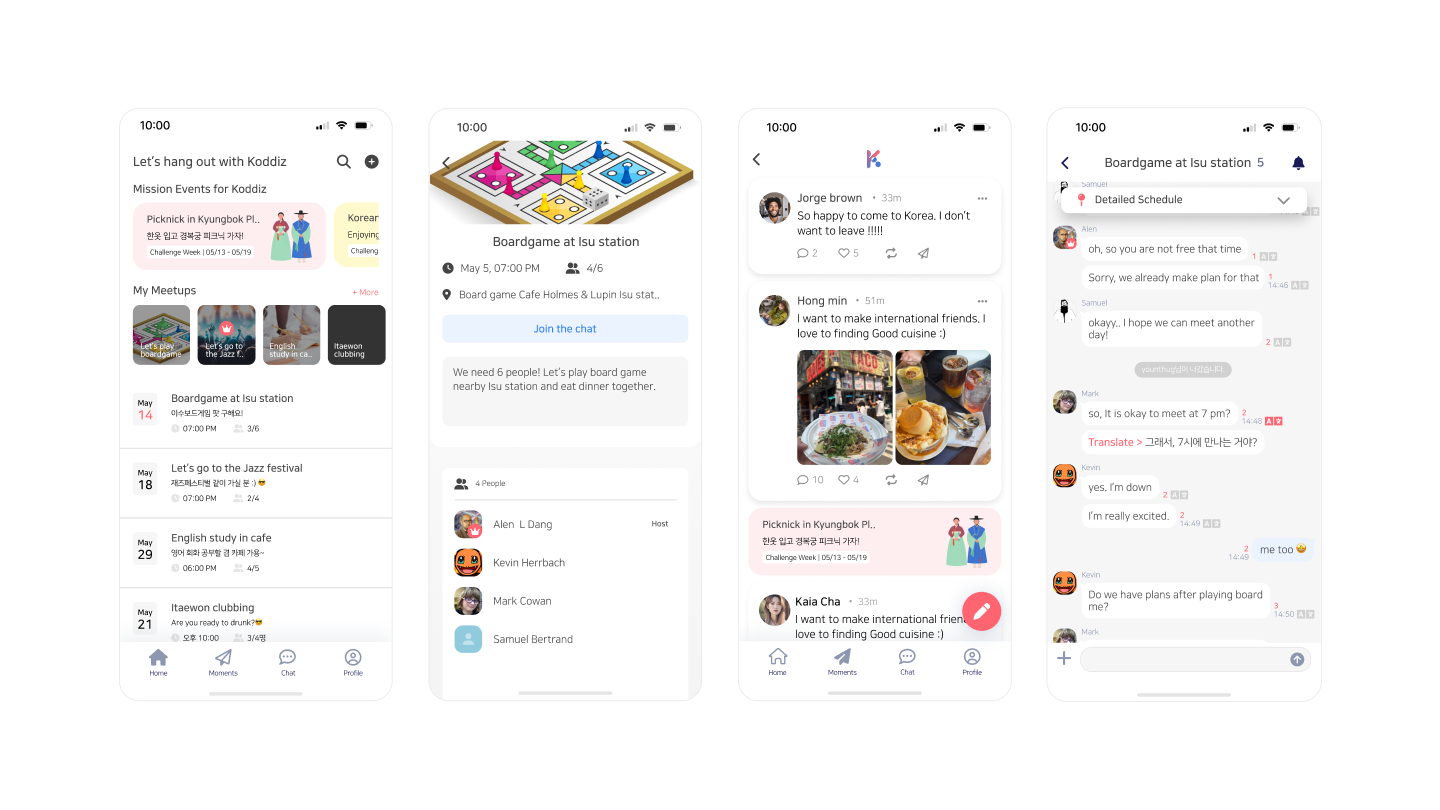 10:00
Let's hang out with Koddiz
Mission Events for Koddiz
Picknick in Kyungbok Pl..
한옷 입고 경복궁 피크닉 가자!
Challenge Week | 05/13 - 05/19
Korean
Enjoying
Challeng
My Meetups
+ More
Let's play
boardgame
Let's go to
the Jazz f..
English
study in ca..
Itaewon
clubbing
May
14
Boardgame at Isu station
이수보드게임 팟 구해요!
07:00 PM
3/6
May
18
Let's go to the Jazz festival
재즈페스티벌 같이 가실 분 :) 😎
07:00 PM
2/4
May
29
English study in cafe
영어 회화 공부할 겸 카페 가용~
06:00 PM
4/5
May
21
Itaewon clubbing
Are you ready to drunk?😎
오후 10:00
3/4명
Home
Moments
Chat
Profile
10:00
Boardgame at Isu station
May 5, 07:00 PM
4/6
Board game Cafe Holmes & Lupin Isu stat..
Join the chat
We need 6 people! Let's play board game
nearby Isu station and eat dinner together.
4 People
Alen L Dang
Host
Kevin Herrbach
Mark Cowan
Samuel Bertrand
10:00
Jorge brown • 33m
So happy to come to Korea. I don't
want to leave !!!!!
2
5
Hong min • 51m
I want to make international friends. I
love to finding Good cuisine :)
10
4
Picknick in Kyungbok Pl..
한옷 입고 경복궁 피크닉 가자!
Challenge Week | 05/13 - 05/19
Kaia Cha • 33m
I want to make international frien
love to finding Good cuisine :)
Home
Moments
Chat
Profile
10:00
Boardgame at Isu station 5
Samuel
Detailed Schedule
Alen
oh, so you are not free that time
1
Sorry, we already make plan for that
1
14:46
Samuel
okayy.. I hope we can meet another
day!
2
younthug님이 나갔습니다.
Mark
so, It is okay to meet at 7 pm?
2
14:48
Translate > 그래서, 7시에 만나는 거야?
Kevin
yes. I'm down
2
I'm really excited.
2
14:49
2
14:49
me too 🤩
Kevin
Do we have plans after playing board
me?
3
14:50
Mark